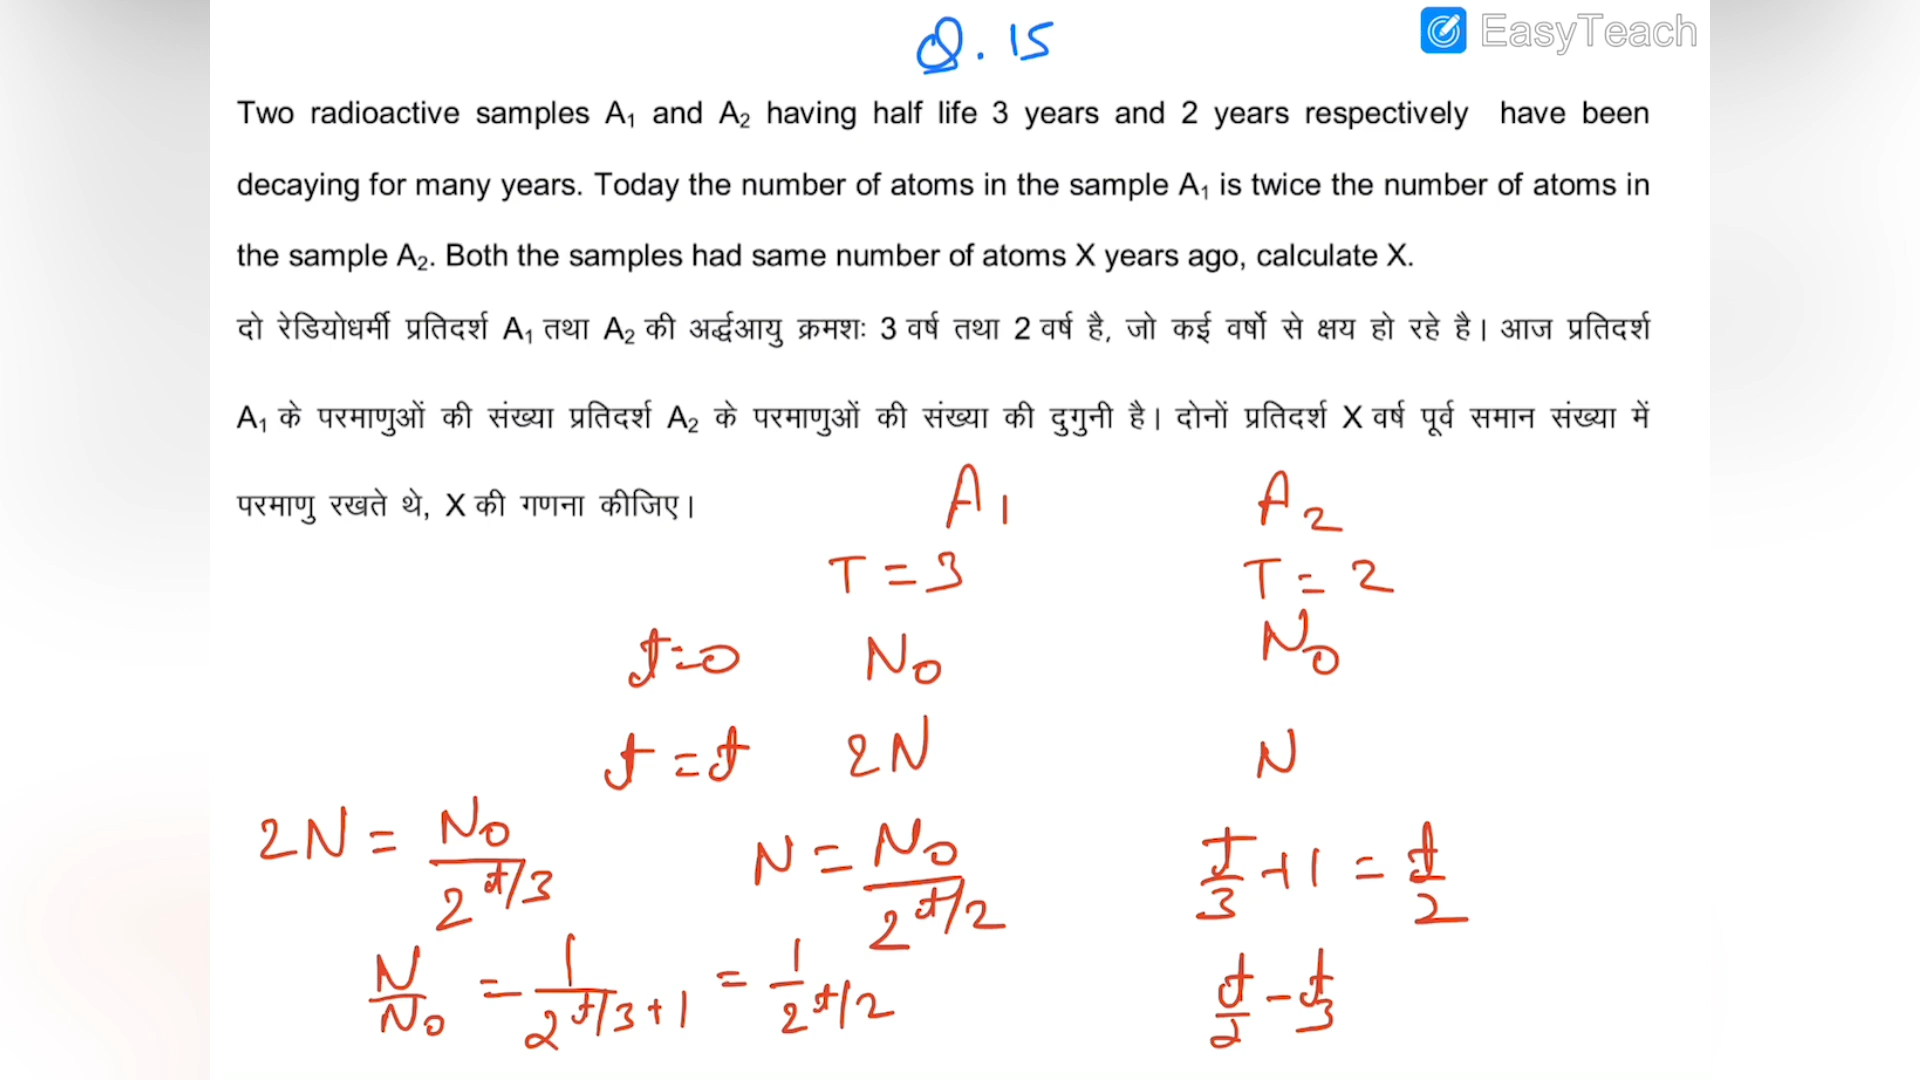 Q. 15
EasyTeach
Two radioactive samples A₁ and A₂ having half life 3 years and 2 years respectively have been
decaying for many years. Today the number of atoms in the sample A₁ is twice the number of atoms in
the sample A₂. Both the samples had same number of atoms X years ago, calculate X.
दो रेडियोधर्मी प्रतिदर्श A₁ तथा A₂ की अर्द्धआयु क्रमशः 3 वर्ष तथा 2 वर्ष है, जो कई वर्षो से क्षय हो रहे है। आज प्रतिदर्श
A₁ के परमाणुओं की संख्या प्रतिदर्श A₂ के परमाणुओं की संख्या की दुगुनी है। दोनों प्रतिदर्श X वर्ष पूर्व समान संख्या में
परमाणु रखते थे, X की गणना कीजिए।
A₁ A₂
T = 3 T = 2
t=0 N₀ N₀
t = t 2N N
2N = N₀/2^(t/3) N = N₀/2^(t/2) t/3 + 1 = t/2
N/N₀ = 1/2^(t/3+1) = 1/2^(t/2) t/2 - t/3